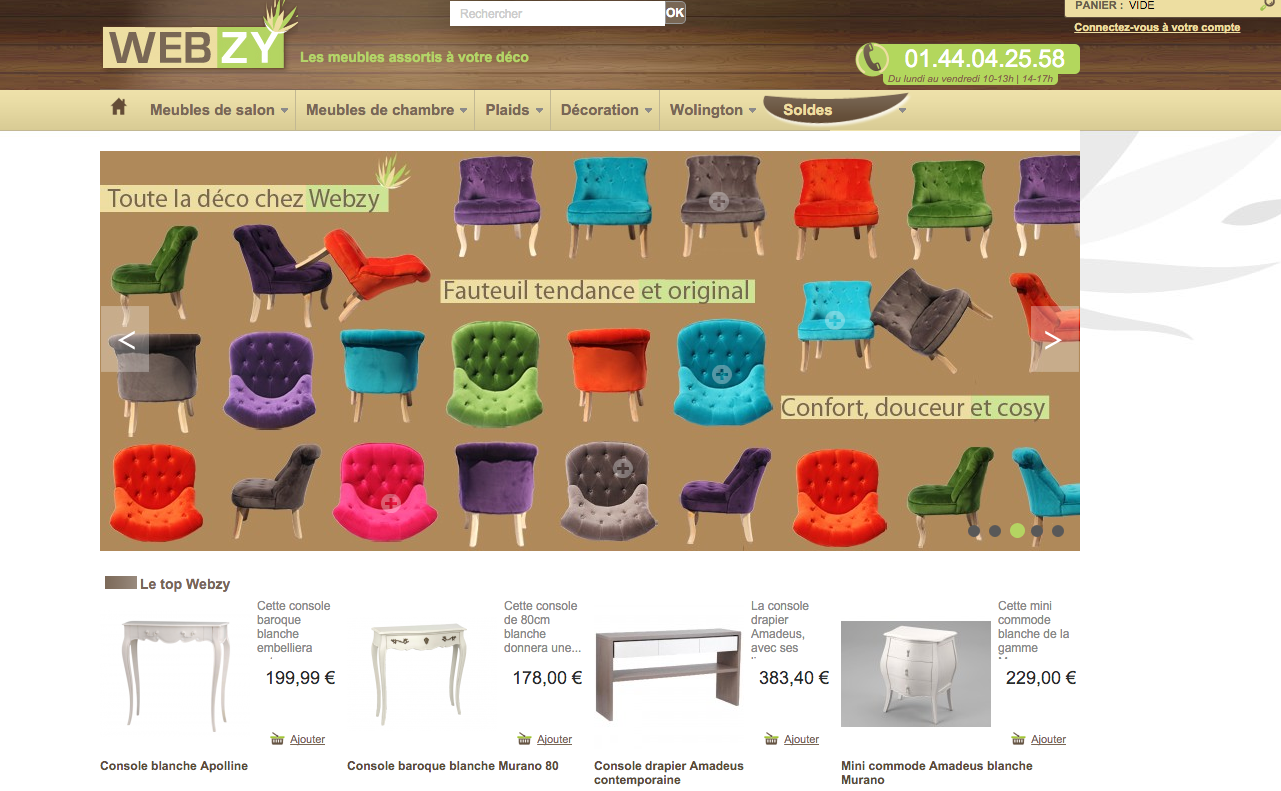 PANIER : VIDE
Rechercher
OK
Connectez-vous à votre compte
WEBZY
Les meubles assortis à votre déco
01.44.04.25.58
Du lundi au vendredi 10-13h | 14-17h
Meubles de salon
Meubles de chambre
Plaids
Décoration
Wolington
Soldes
Toute la déco chez Webzy
Fauteuil tendance et original
<
>
Confort, douceur et cosy
Le top Webzy
Cette console
baroque
blanche
embelliera
199,99 €
Ajouter
Console blanche Apolline
Cette console
de 80cm
blanche
donnera une...
178,00 €
Ajouter
Console baroque blanche Murano 80
La console
drapier
Amadeus,
avec ses
383,40 €
Ajouter
Console drapier Amadeus
contemporaine
Cette mini
commode
blanche de la
gamme
229,00 €
Ajouter
Mini commode Amadeus blanche
Murano